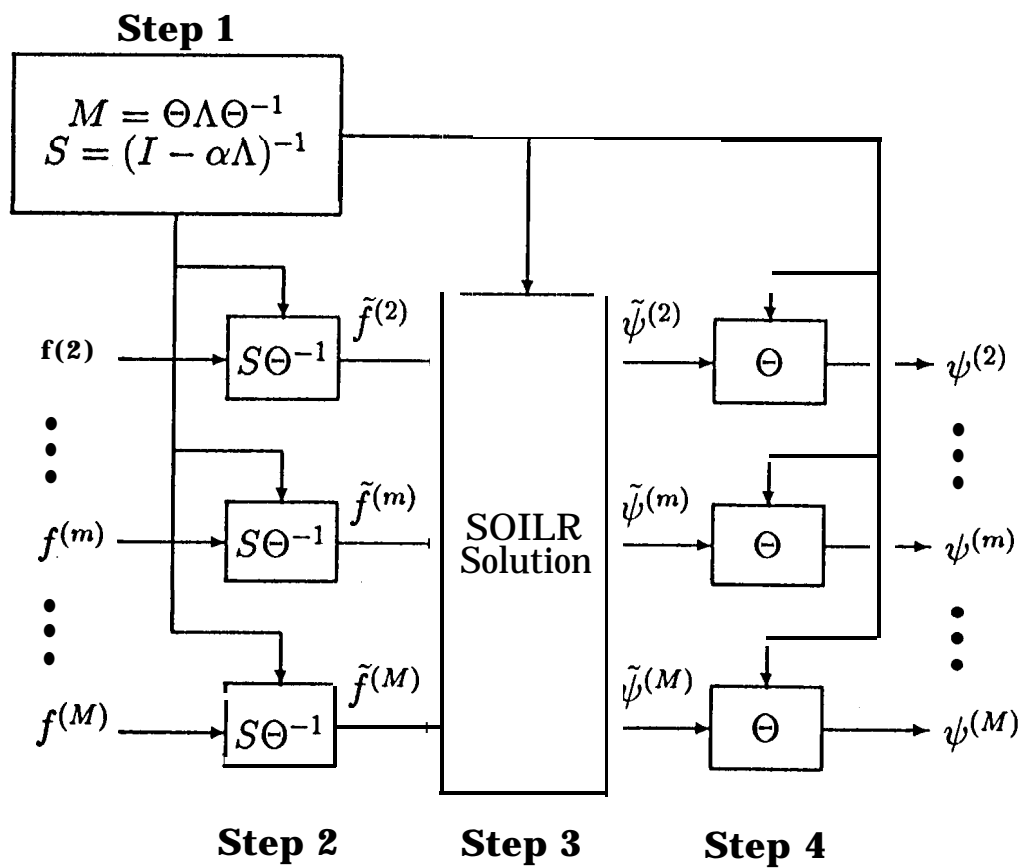 Step 1
M = ΘΛΘ⁻¹
S = (I − αΛ)⁻¹
f(2)
SΘ⁻¹
f̃⁽²⁾
ψ̃⁽²⁾
Θ
ψ⁽²⁾
f⁽ᵐ⁾
SΘ⁻¹
f̃⁽ᵐ⁾
SOILR
Solution
ψ̃⁽ᵐ⁾
Θ
ψ⁽ᵐ⁾
f⁽ᴹ⁾
SΘ⁻¹
f̃⁽ᴹ⁾
ψ̃⁽ᴹ⁾
Θ
ψ⁽ᴹ⁾
Step 2
Step 3
Step 4